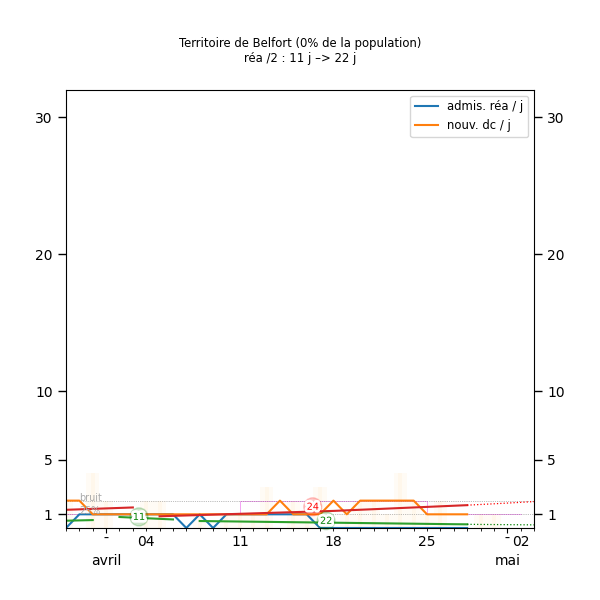 Territoire de Belfort (0% de la population)
réa /2 : 11 j –> 22 j
admis. réa / j
nouv. dc / j
30
30
20
20
10
10
5
5
bruit
24
11
22
1
1
- 04 11 18 25 - 02
avril mai